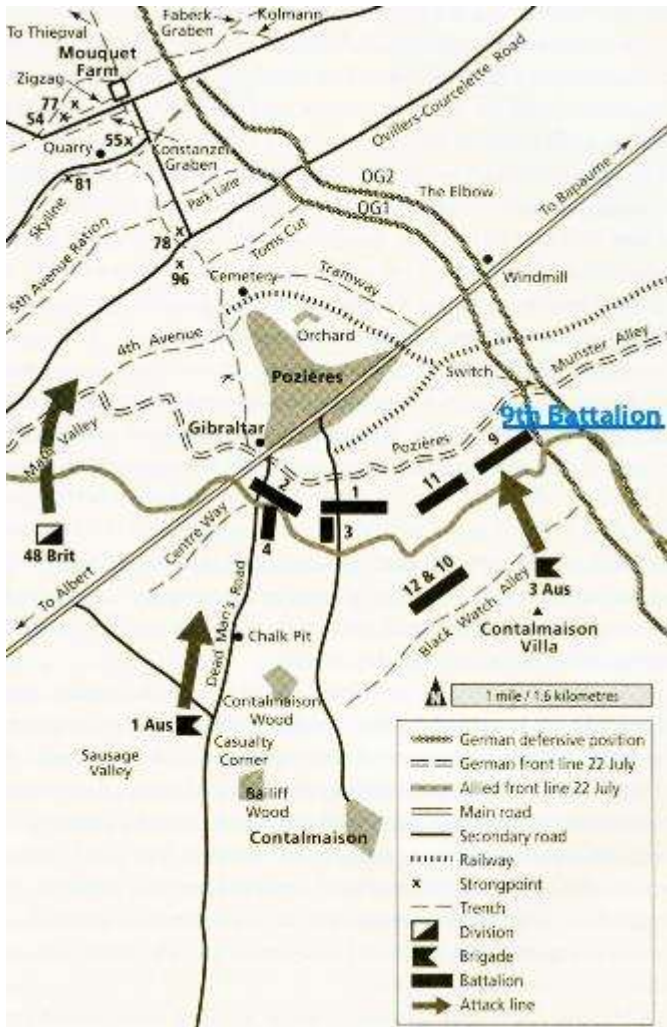 Fabeck
Graben
Kolmann
To Thiepval
Mouquet
Farm
Zigzag
77
54
55
Quarry
Konstanzer
Graben
81
Skyline
Park Lane
78
96
5th Avenue Ration
Toms Cut
Ovillers-Courcelette Road
OG2
OG1
The Elbow
To Bapaume
Windmill
Cemetery
Tramway
4th Avenue
Orchard
Pozières
Switch
Munster Alley
9th Battalion
Gibraltar
Pozières
Mash Valley
9
11
2
1
4
3
48 Brit
Centre Way
12 & 10
Black Watch Alley
3 Aus
Contalmaison
Villa
To Albert
Dead Man's Road
Chalk Pit
Contalmaison
Wood
1 Aus
Casualty
Corner
Sausage
Valley
Bailiff
Wood
Contalmaison
N
1 mile / 1.6 kilometres
German defensive position
German front line 22 July
Allied front line 22 July
Main road
Secondary road
Railway
Strongpoint
Trench
Division
Brigade
Battalion
Attack line